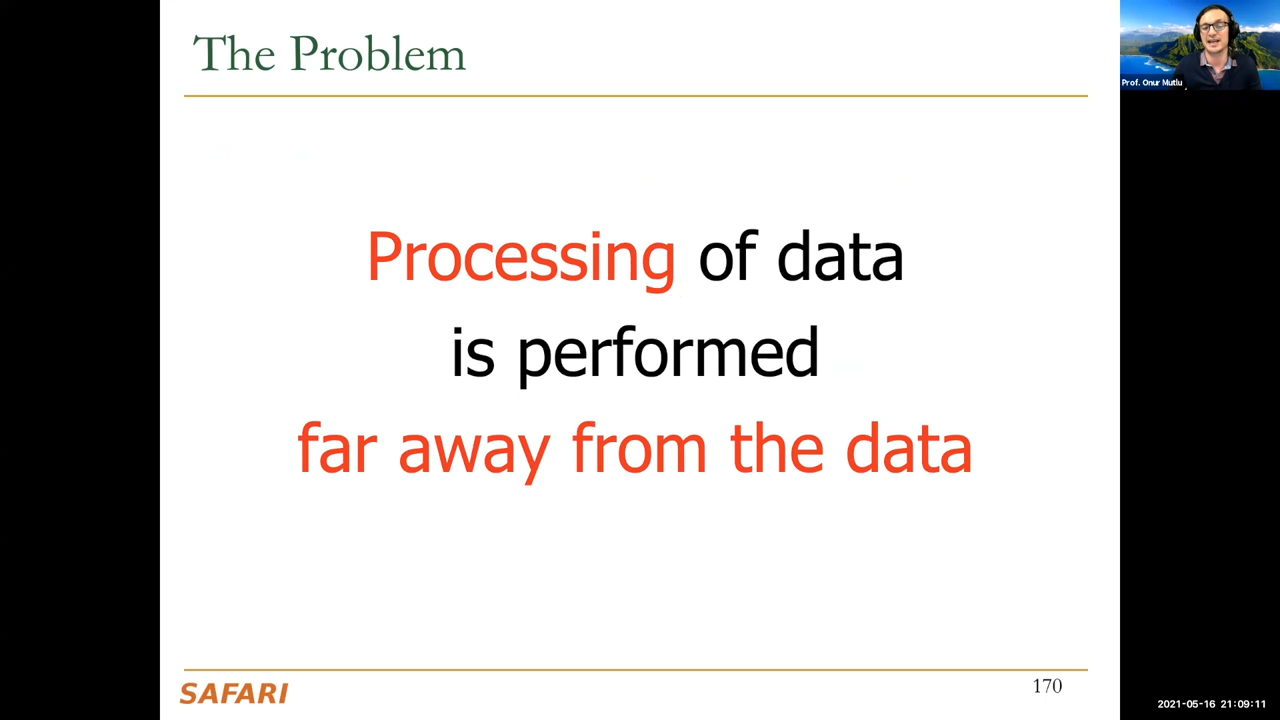 The Problem
Prof. Onur Mutlu
Processing of data
is performed
far away from the data
SAFARI
170
2021-05-16 21:09:11